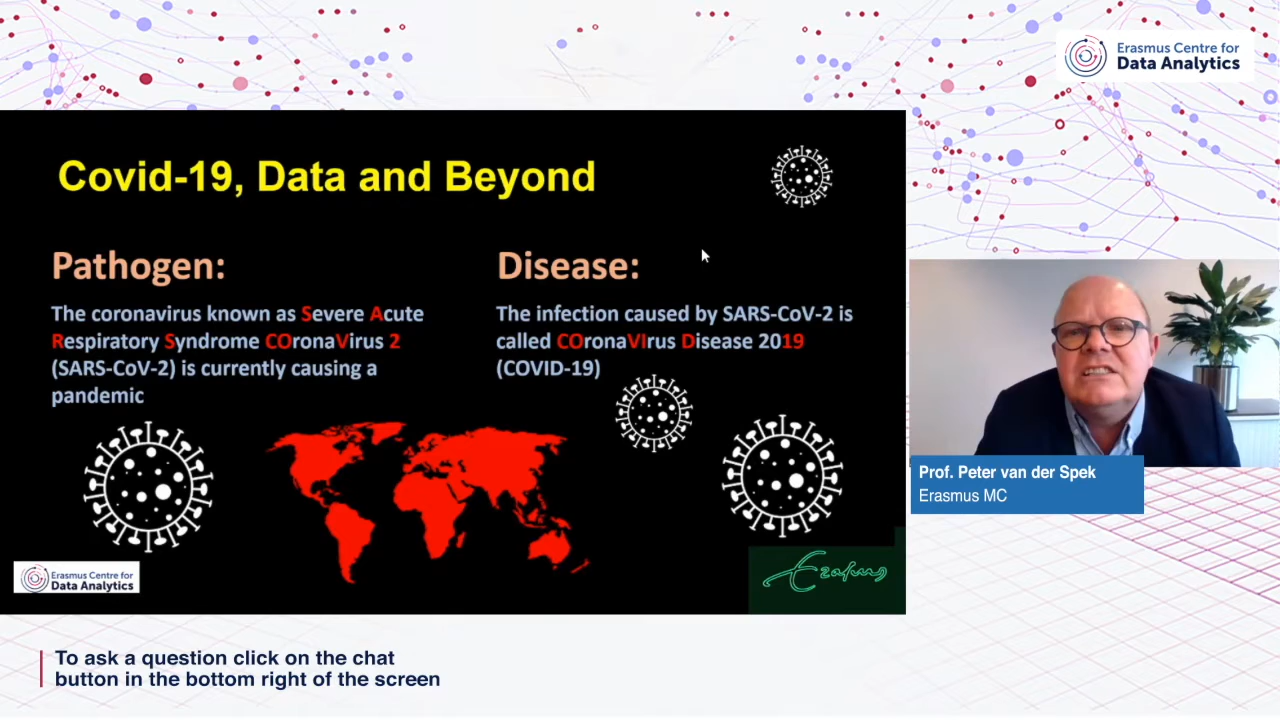 Erasmus Centre for
Data Analytics
Covid-19, Data and Beyond
Pathogen:
The coronavirus known as Severe Acute
Respiratory Syndrome COronaVirus 2
(SARS-CoV-2) is currently causing a
pandemic
Disease:
The infection caused by SARS-CoV-2 is
called COronaVIrus Disease 2019
(COVID-19)
Erasmus Centre for
Data Analytics
Erasmus
Prof. Peter van der Spek
Erasmus MC
To ask a question click on the chat
button in the bottom right of the screen